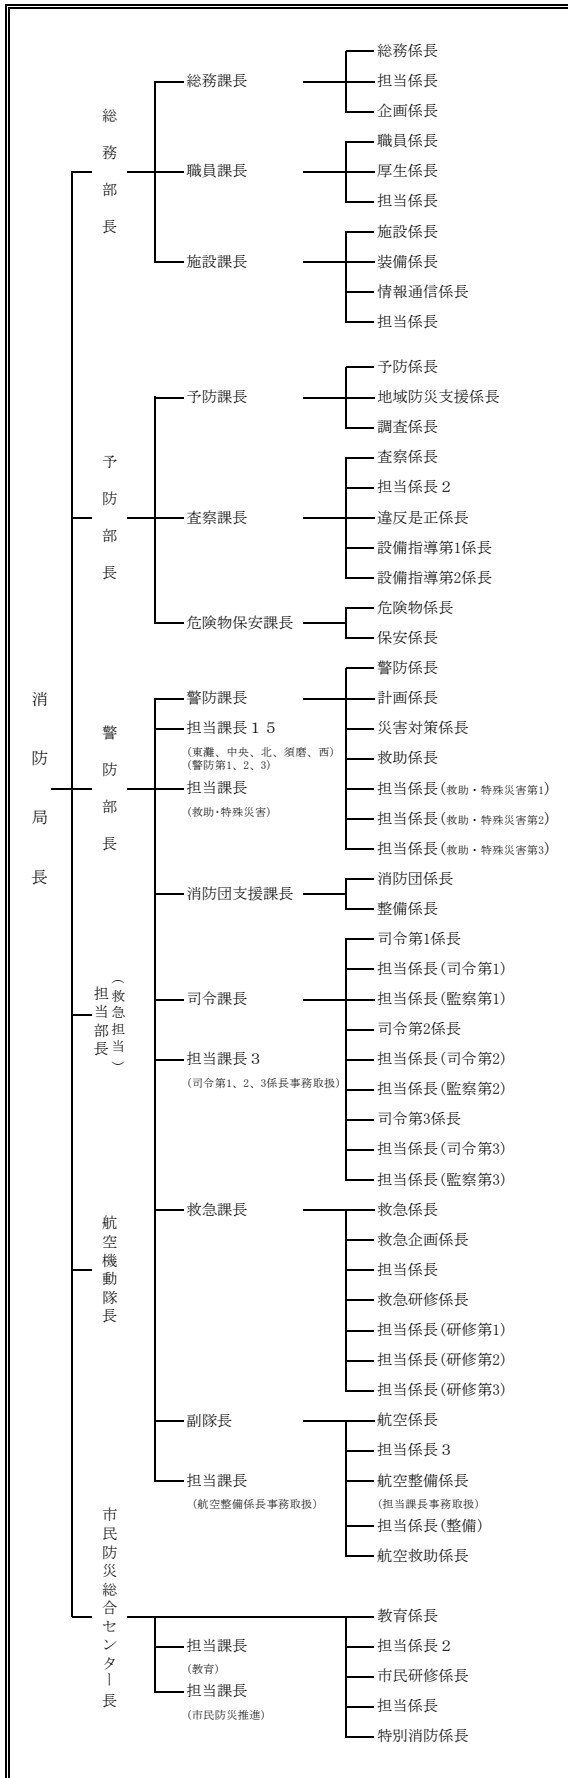 消防局長
総務部長
総務課長
総務係長
担当係長
企画係長
職員課長
職員係長
厚生係長
担当係長
施設課長
施設係長
装備係長
情報通信係長
担当係長
予防部長
予防課長
予防係長
地域防災支援係長
調査係長
査察課長
査察係長
担当係長２
違反是正係長
設備指導第1係長
設備指導第2係長
危険物保安課長
危険物係長
保安係長
警防部長
警防課長
担当課長１５
(東灘、中央、北、須磨、西)
(警防第1、2、3)
担当課長
(救助・特殊災害)
警防係長
計画係長
災害対策係長
救助係長
担当係長(救助・特殊災害第1)
担当係長(救助・特殊災害第2)
担当係長(救助・特殊災害第3)
消防団支援課長
消防団係長
整備係長
担当部長
(救急担当)
司令課長
担当課長３
(司令第1、2、3係長事務取扱)
司令第1係長
担当係長(司令第1)
担当係長(監察第1)
司令第2係長
担当係長(司令第2)
担当係長(監察第2)
司令第3係長
担当係長(司令第3)
担当係長(監察第3)
救急課長
救急係長
救急企画係長
担当係長
救急研修係長
担当係長(研修第1)
担当係長(研修第2)
担当係長(研修第3)
航空機動隊長
副隊長
担当課長
(航空整備係長事務取扱)
航空係長
担当係長３
航空整備係長
(担当課長事務取扱)
担当係長(整備)
航空救助係長
市民防災総合センター長
担当課長
(教育)
担当課長
(市民防災推進)
教育係長
担当係長２
市民研修係長
担当係長
特別消防係長